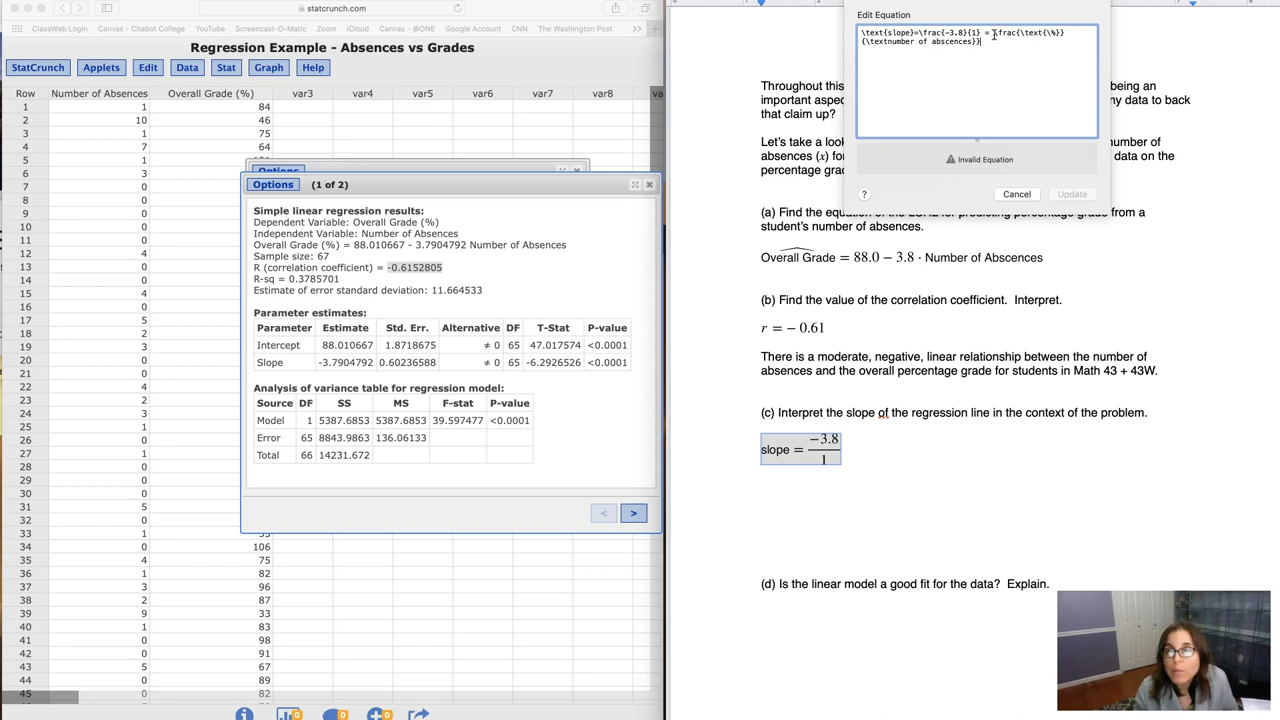 statcrunch.com
ClassWeb Login Canvas - Chabot College YouTube Screencast-O-Matic Zoom iCloud Canvas - @ONE Google Account CNN The Washington Post »
Regression Example - Absences vs Grades
StatCrunch Applets Edit Data Stat Graph Help
Row Number of Absences Overall Grade (%) var3 var4 var5 var6 var7 var8 va
1 1 84
2 10 46
3 1 75
4 7 64
5 1
6 3
7 0
8 0
9 0
10 0
11 0
12 4
13 0
14 0
15 4
16 0
17 5
18 2
19 3
20 0
21 0
22 4
23 2
24 3
25 1
26 0
27 1
28 0
29 0
30 0
31 5
32 0
33 1
34 0 106
35 4 75
36 1 82
37 3 96
38 2 87
39 9 33
40 1 83
41 0 98
42 0 91
43 5 67
44 0 89
45 0 82
Options
Options (1 of 2)
Simple linear regression results:
Dependent Variable: Overall Grade (%)
Independent Variable: Number of Absences
Overall Grade (%) = 88.010667 - 3.7904792 Number of Absences
Sample size: 67
R (correlation coefficient) = -0.6152805
R-sq = 0.3785701
Estimate of error standard deviation: 11.664533
Parameter estimates:
Parameter Estimate Std. Err. Alternative DF T-Stat P-value
Intercept 88.010667 1.8718675 ≠ 0 65 47.017574 <0.0001
Slope -3.7904792 0.60236588 ≠ 0 65 -6.2926526 <0.0001
Analysis of variance table for regression model:
Source DF SS MS F-stat P-value
Model 1 5387.6853 5387.6853 39.597477 <0.0001
Error 65 8843.9863 136.06133
Total 66 14231.672
< >
Edit Equation
\text{slope}=\frac{-3.8}{1} = \frac{\text{\%}}
{\textnumber of abscences}}
Invalid Equation
? Cancel Update
Throughout this being an
important aspec ny data to back
that claim up?
Let's take a loo number of
absences (x) fo data on the
percentage grad
(a) Find the equation of the LSRL for predicting percentage grade from a
student's number of absences.
Overall Grade = 88.0 − 3.8 · Number of Abscences
(b) Find the value of the correlation coefficient. Interpret.
r = − 0.61
There is a moderate, negative, linear relationship between the number of
absences and the overall percentage grade for students in Math 43 + 43W.
(c) Interpret the slope of the regression line in the context of the problem.
slope = −3.8
1
(d) Is the linear model a good fit for the data? Explain.